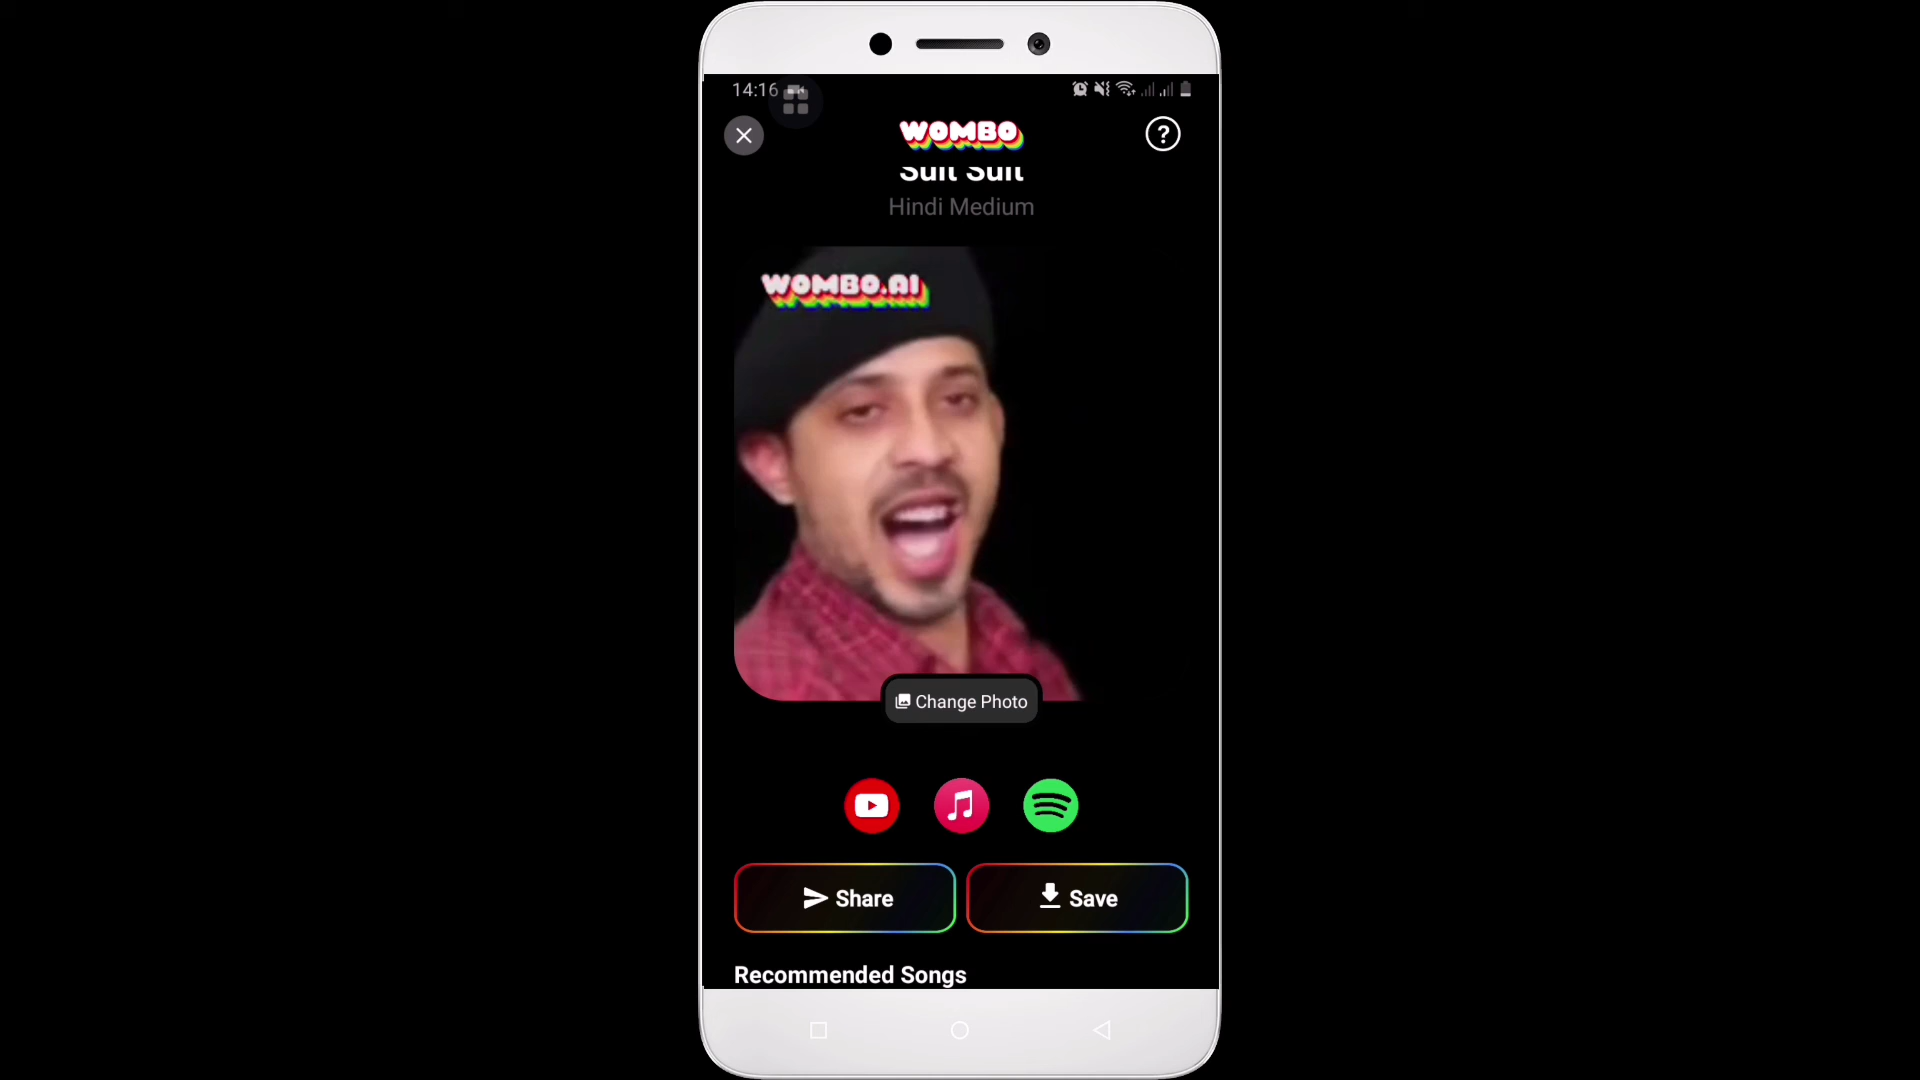 14:16
WOMBO
?
Suit Suit
Hindi Medium
WOMBO.AI
Change Photo
Share
Save
Recommended Songs